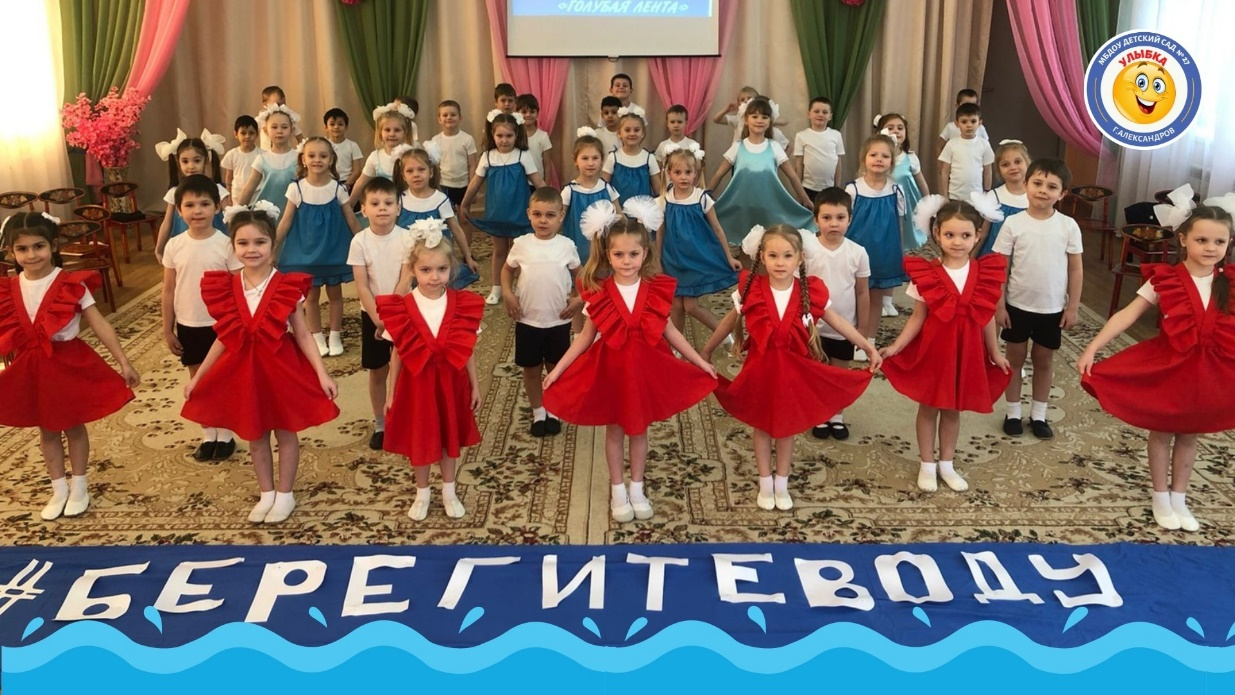 «ГОЛУБАЯ ЛЕНТА»
МБДОУ ДЕТСКИЙ САД № 27
УЛЫБКА
Г.АЛЕКСАНДРОВ
#БЕРЕГИТЕВОДУ